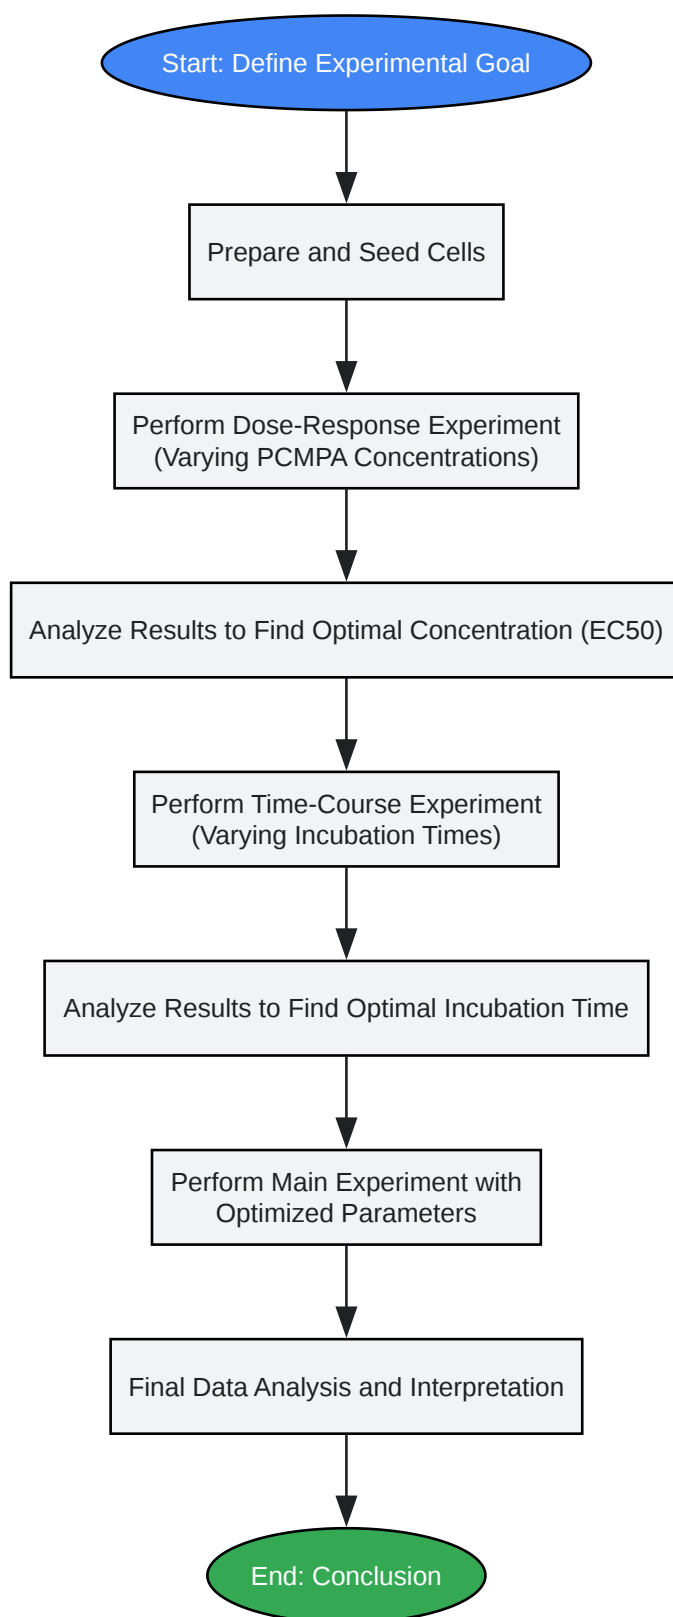 Start: Define Experimental Goal
Prepare and Seed Cells
Perform Dose-Response Experiment
(Varying PCMPA Concentrations)
Analyze Results to Find Optimal Concentration (EC50)
Perform Time-Course Experiment
(Varying Incubation Times)
Analyze Results to Find Optimal Incubation Time
Perform Main Experiment with
Optimized Parameters
Final Data Analysis and Interpretation
End: Conclusion